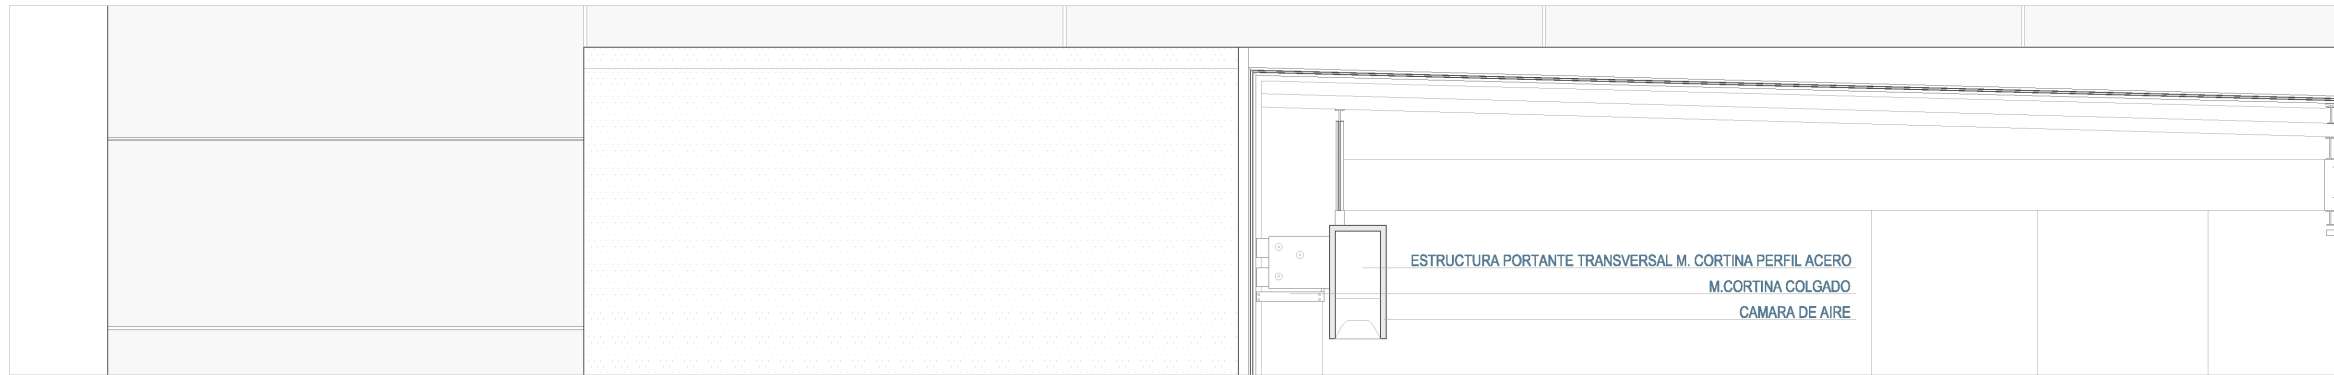 ESTRUCTURA PORTANTE TRANSVERSAL M. CORTINA PERFIL ACERO
M.CORTINA COLGADO
CAMARA DE AIRE